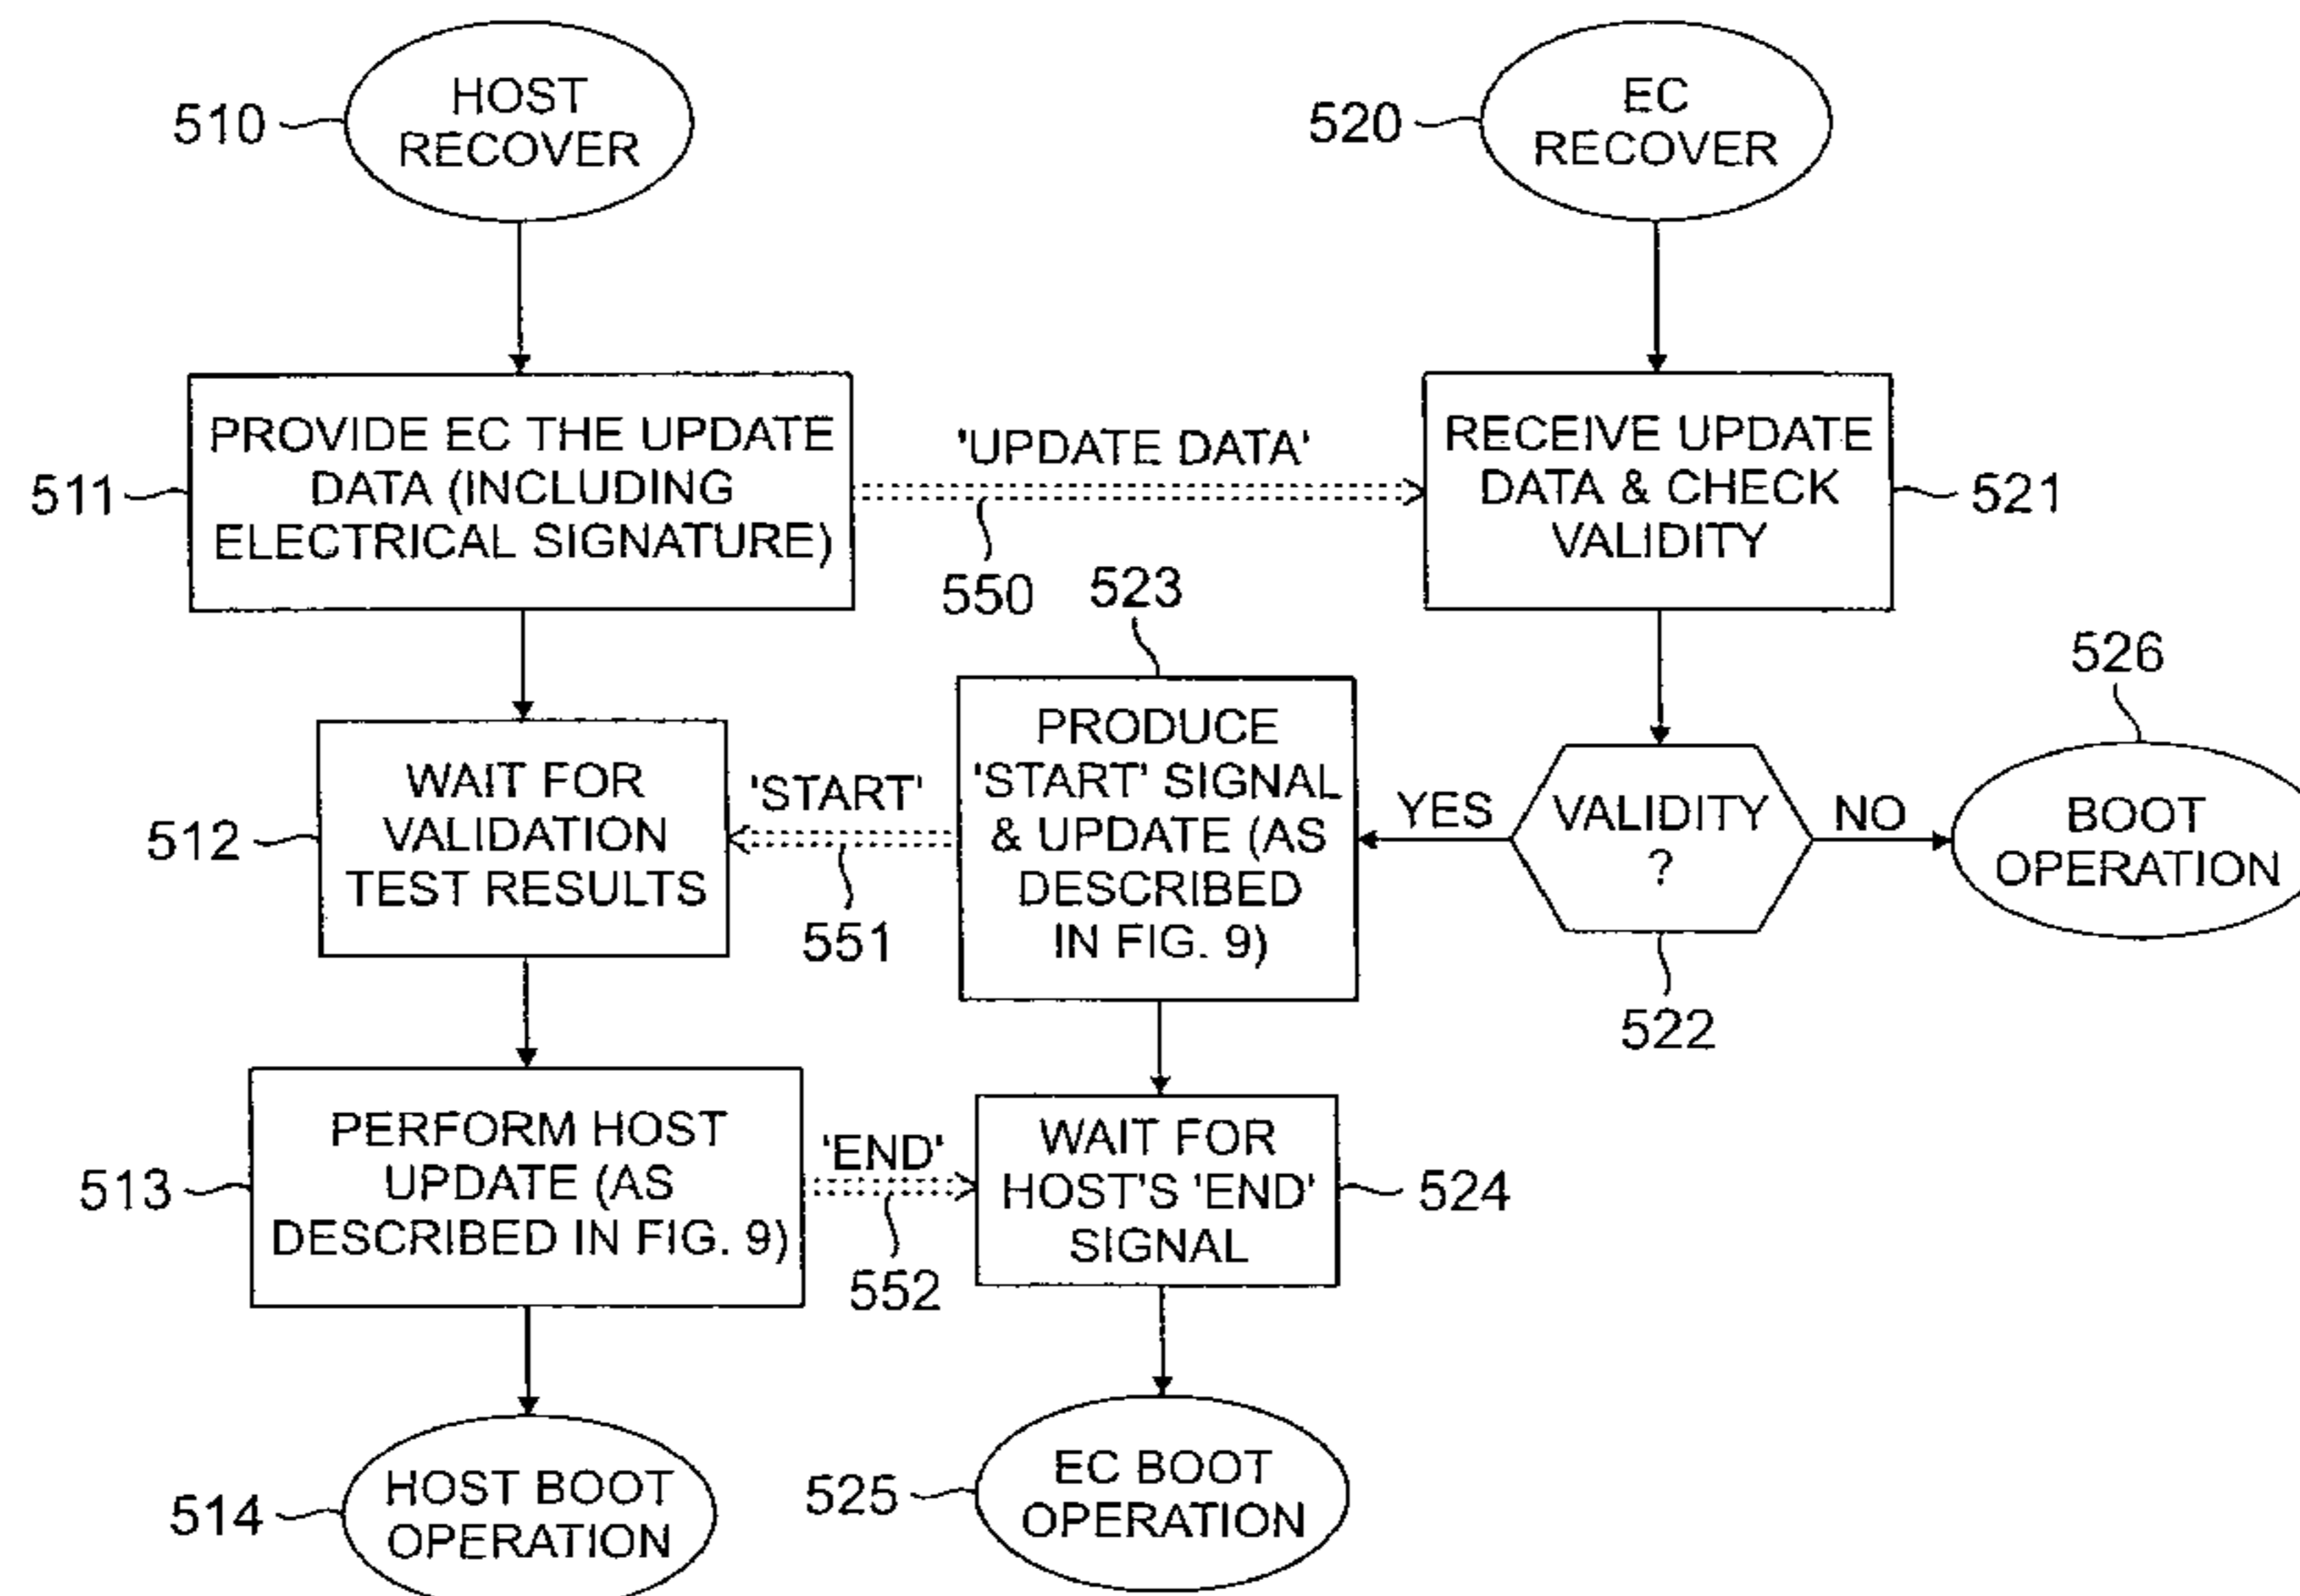 510
HOST
RECOVER
520
EC
RECOVER
511
PROVIDE EC THE UPDATE
DATA (INCLUDING
ELECTRICAL SIGNATURE)
'UPDATE DATA'
550
RECEIVE UPDATE
DATA & CHECK
VALIDITY
521
523
526
512
WAIT FOR
VALIDATION
TEST RESULTS
'START'
551
PRODUCE
'START' SIGNAL
& UPDATE (AS
DESCRIBED
IN FIG. 9)
YES
VALIDITY
?
NO
BOOT
OPERATION
522
513
PERFORM HOST
UPDATE (AS
DESCRIBED IN FIG. 9)
'END'
552
WAIT FOR
HOST'S 'END'
SIGNAL
524
514
HOST BOOT
OPERATION
525
EC BOOT
OPERATION